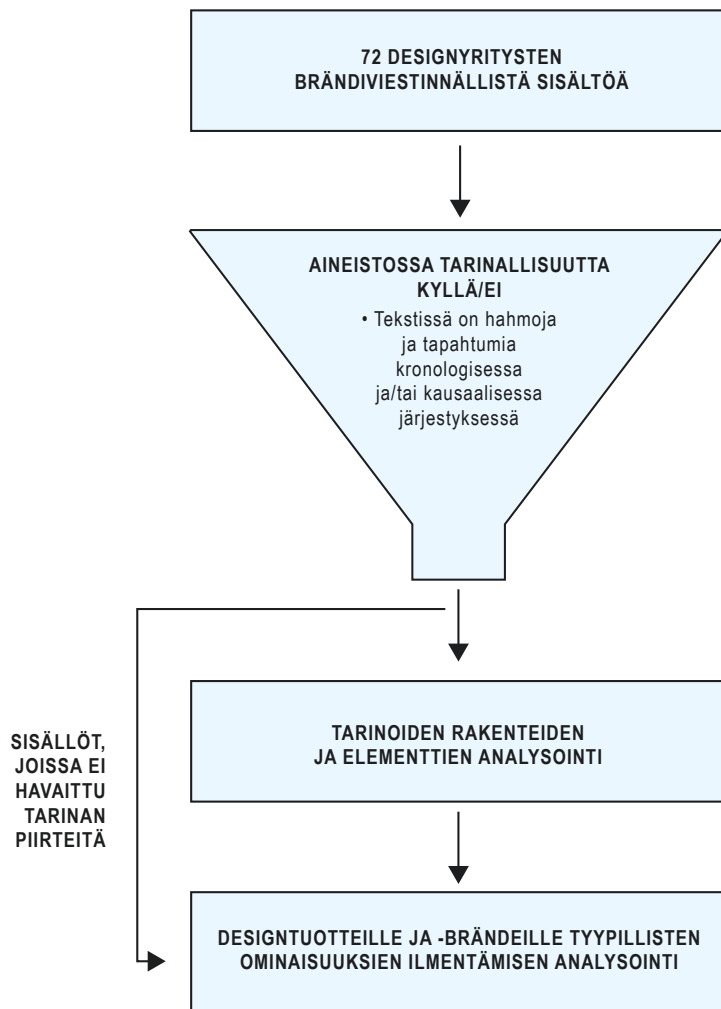 72 DESIGNYRITYSTEN
BRÄNDIVIESTINNÄLLISTÄ SISÄLTÖÄ
AINEISTOSSA TARINALLISUUTTA
KYLLÄ/EI
• Tekstissä on hahmoja
ja tapahtumia
kronologisessa
ja/tai kausaalisessa
järjestyksessä
TARINOIDEN RAKENTEIDEN
JA ELEMENTTIEN ANALYSOINTI
SISÄLLÖT,
JOISSA EI
HAVAITTU
TARINAN
PIIRTEITÄ
DESIGNTUOTTEILLE JA -BRÄNDEILLE TYYPILLISTEN
OMINAISUUKSIEN ILMENTÄMISEN ANALYSOINTI